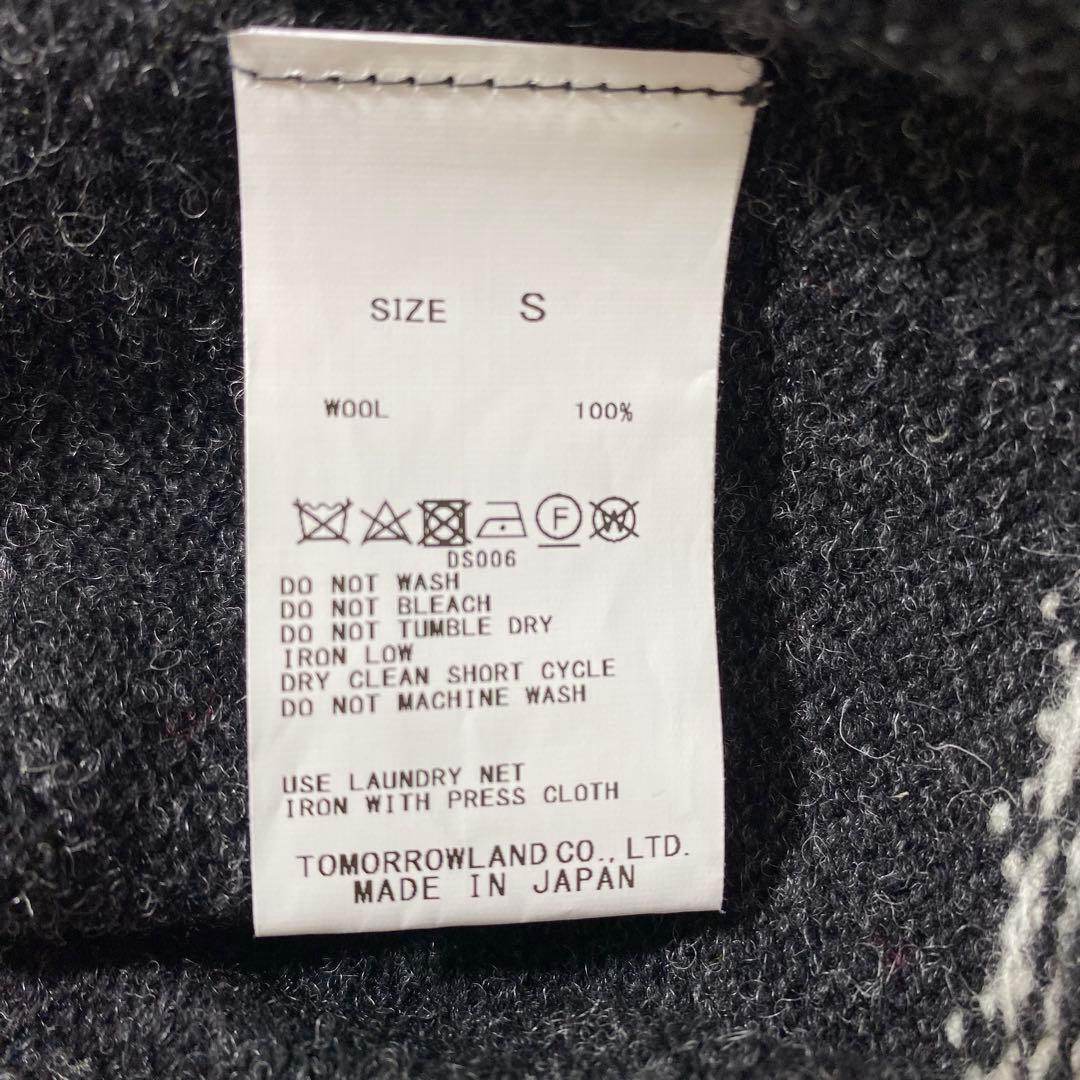 SIZE S
WOOL 100%
F W
DS006
DO NOT WASH
DO NOT BLEACH
DO NOT TUMBLE DRY
IRON LOW
DRY CLEAN SHORT CYCLE
DO NOT MACHINE WASH
USE LAUNDRY NET
IRON WITH PRESS CLOTH
TOMORROWLAND CO., LTD.
MADE IN JAPAN